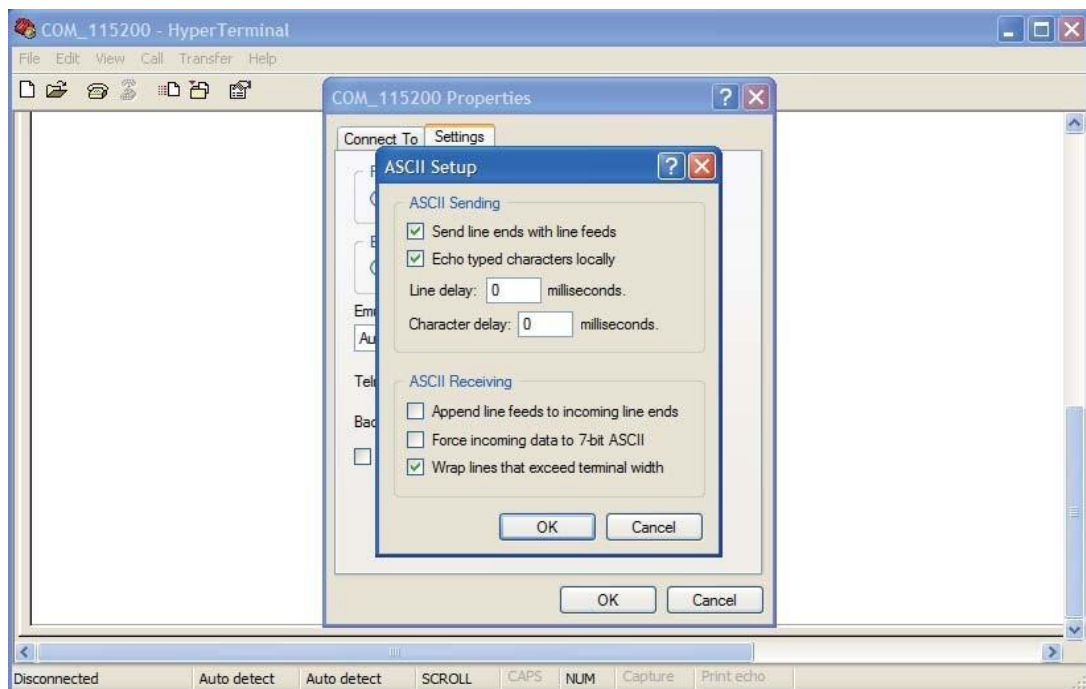 COM_115200 - HyperTerminal
File Edit View Call Transfer Help
COM_115200 Properties
Connect To Settings
ASCII Setup
ASCII Sending
Send line ends with line feeds
Echo typed characters locally
Line delay: 0 milliseconds.
Character delay: 0 milliseconds.
ASCII Receiving
Append line feeds to incoming line ends
Force incoming data to 7-bit ASCII
Wrap lines that exceed terminal width
OK Cancel
OK Cancel
Disconnected Auto detect Auto detect SCROLL CAPS NUM Capture Print echo